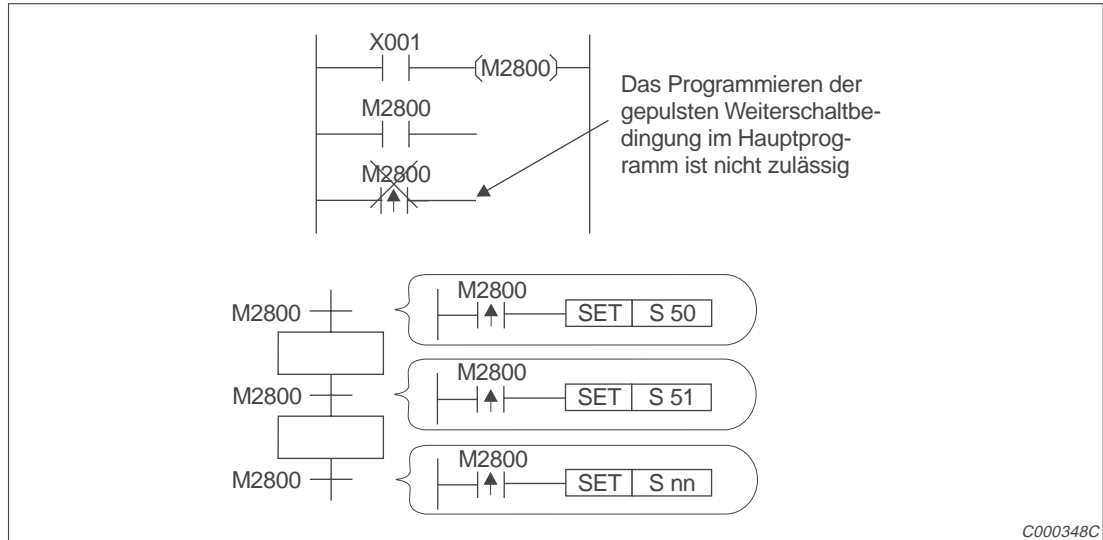 X001
(M2800)
M2800
M2800
Das Programmieren der
gepulsten Weiterschaltbe-
dingung im Hauptprog-
ramm ist nicht zulässig
M2800
M2800
SET S 50
M2800
M2800
SET S 51
M2800
M2800
SET S nn
C000348C